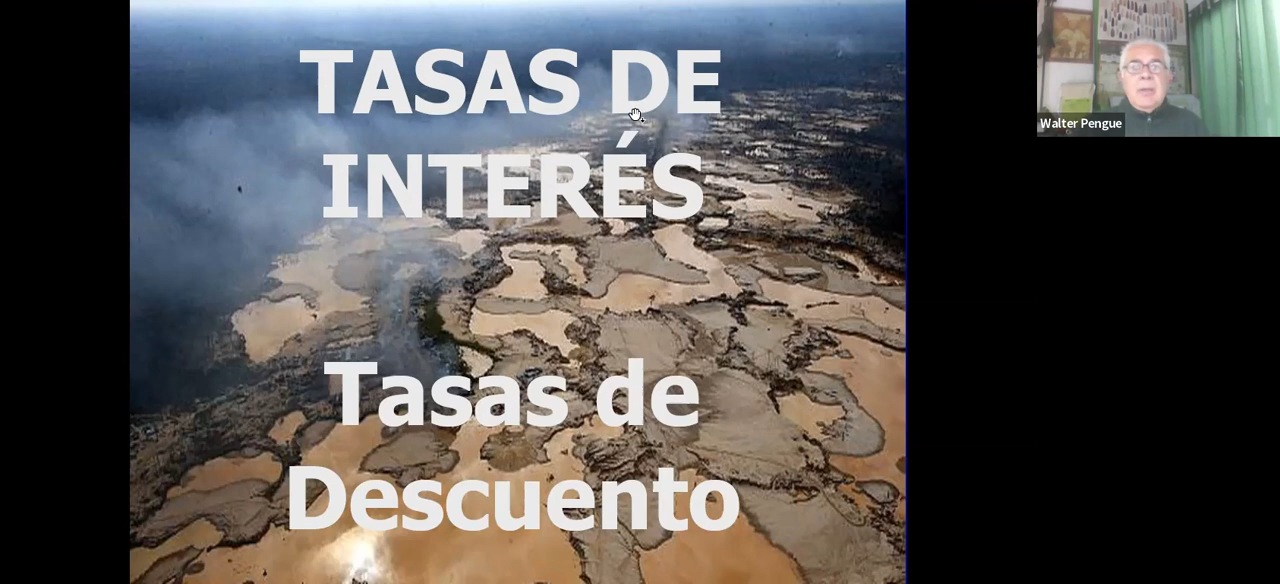 TASAS DE
INTERÉS
Tasas de
Descuento
Walter Pengue